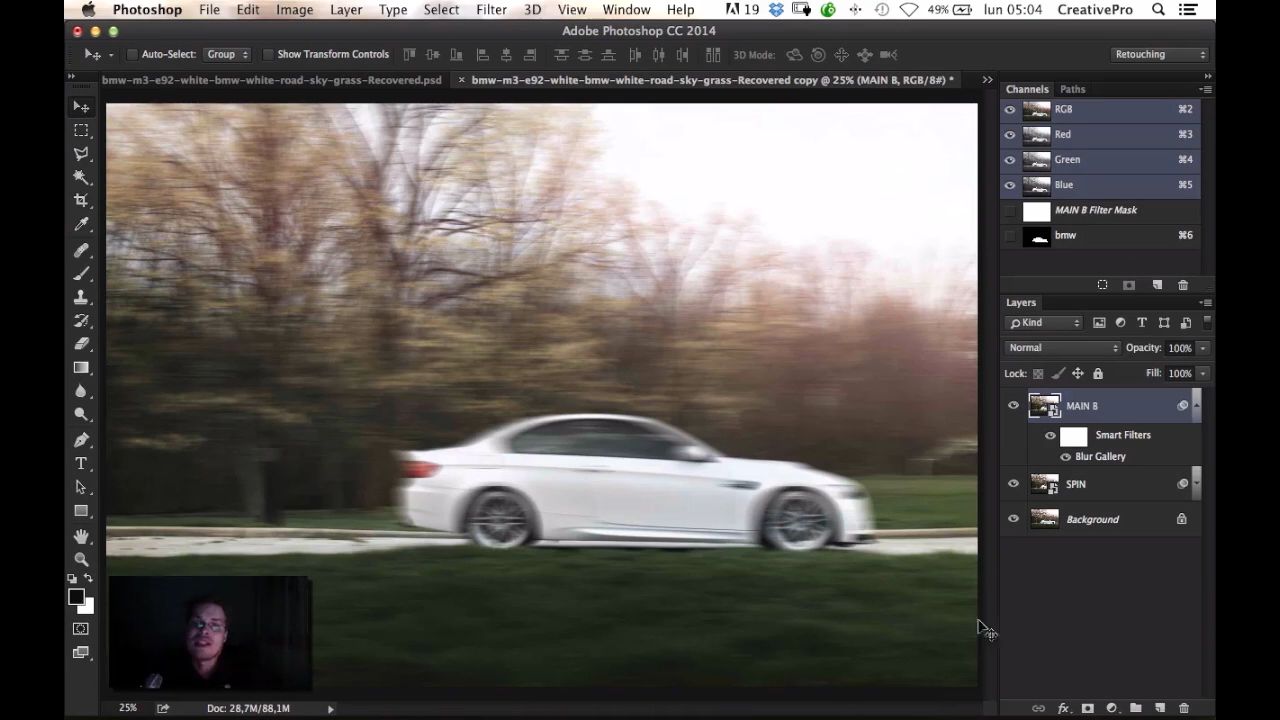 Photoshop File Edit Image Layer Type Select Filter 3D View Window Help 19 49% lun 05:04 CreativePro
Adobe Photoshop CC 2014
Auto-Select: Group Show Transform Controls 3D Mode: Retouching
bmw-m3-e92-white-bmw-white-road-sky-grass-Recovered.psd × bmw-m3-e92-white-bmw-white-road-sky-grass-Recovered copy @ 25% (MAIN B, RGB/8#) *
Channels Paths
RGB ⌘2
Red ⌘3
Green ⌘4
Blue ⌘5
MAIN B Filter Mask
bmw ⌘6
Layers
Kind
Normal Opacity: 100%
Lock: Fill: 100%
MAIN B
Smart Filters
Blur Gallery
SPIN
Background
25% Doc: 28,7M/88,1M